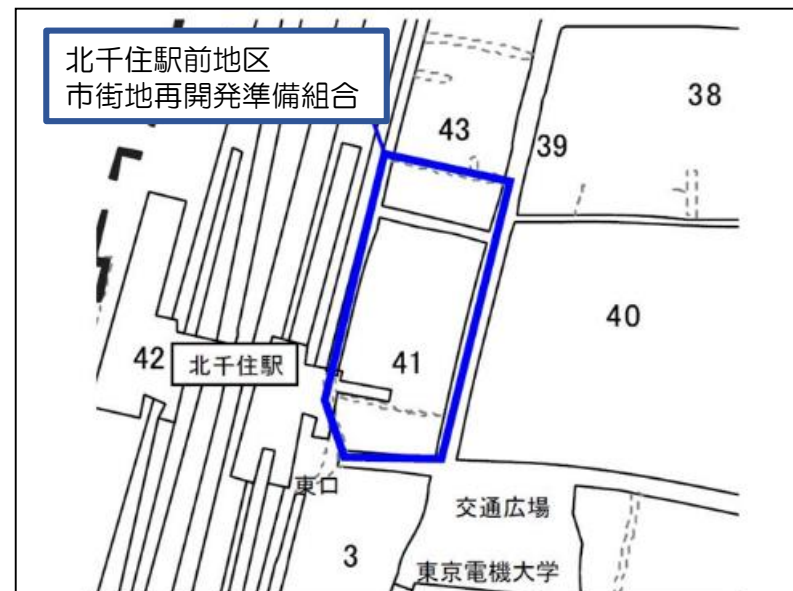 北千住駅前地区
市街地再開発準備組合
38
43
39
40
41
42
北千住駅
東口
交通広場
3
東京電機大学